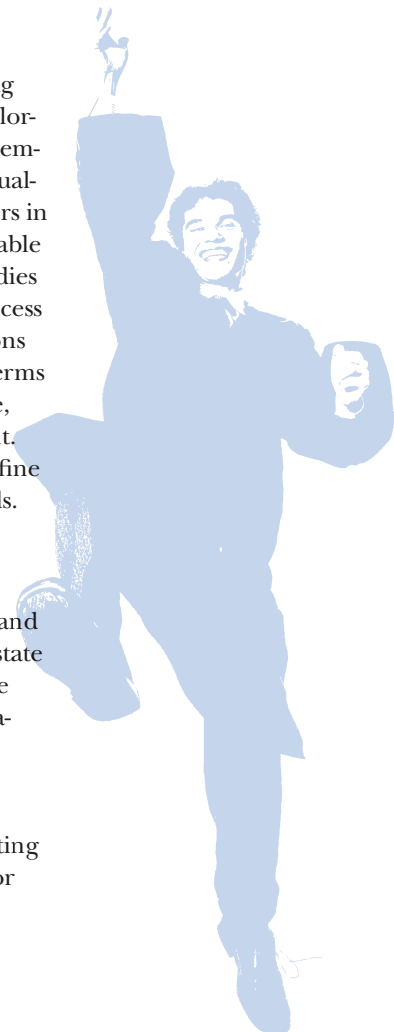 g
lor-
em-
ual-
rs in
able
dies
cess
ons
erms
e,
t.
fine
ls.
and
state
e
a-
ting
or